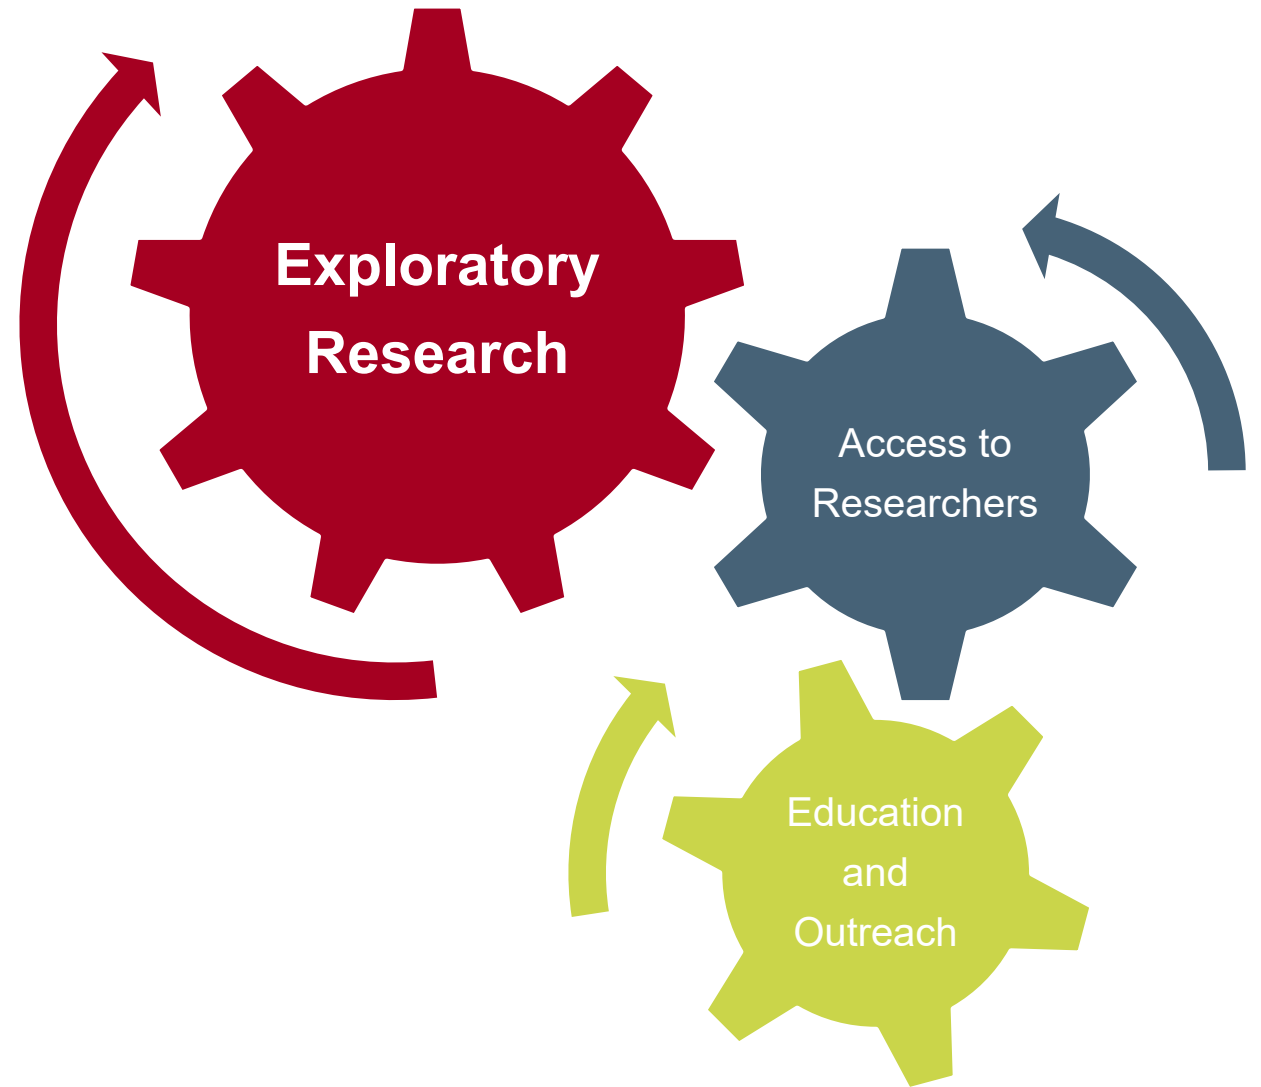 Exploratory
Research
Access to
Researchers
Education
and
Outreach